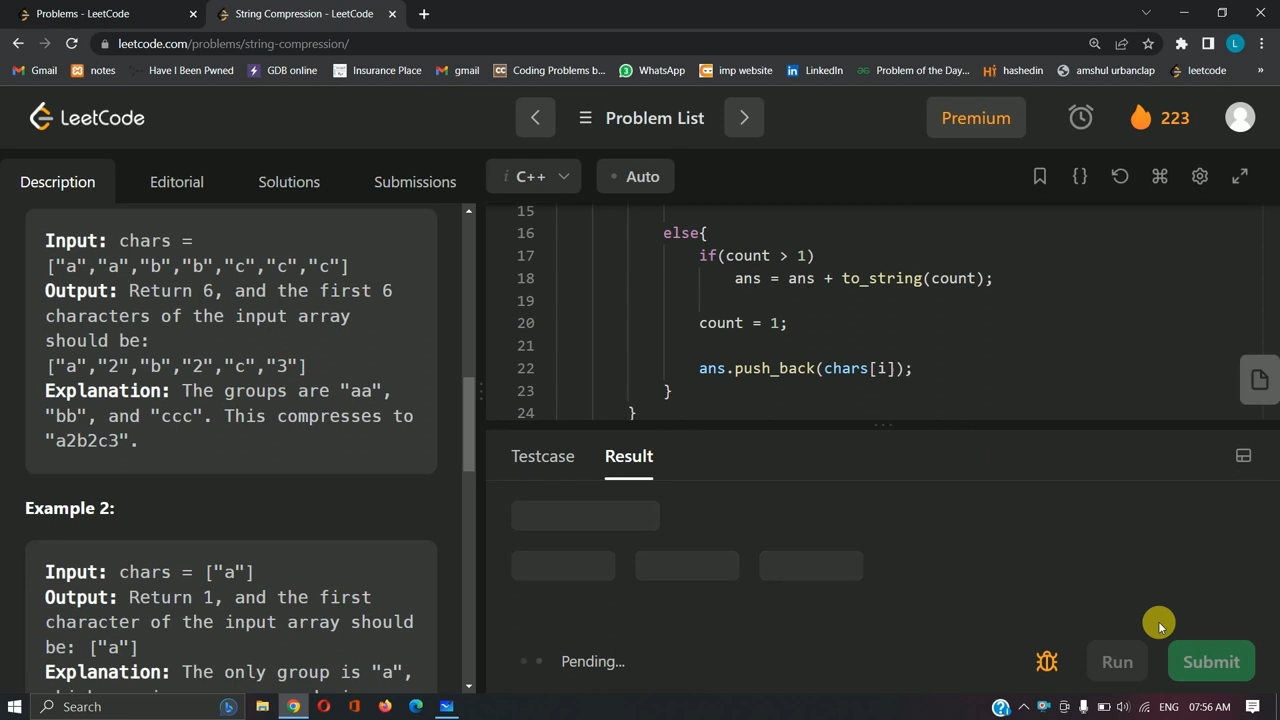 Problems - LeetCode
String Compression - LeetCode
leetcode.com/problems/string-compression/
L
Gmail
notes
Have I Been Pwned
GDB online
Insurance Place
gmail
CC
Coding Problems b...
3
WhatsApp
imp website
LinkedIn
Problem of the Day...
Hi
hashedin
amshul urbanclap
leetcode
»
LeetCode
Problem List
Premium
223
Description
Editorial
Solutions
Submissions
i C++
Auto
Input: chars =
["a","a","b","b","c","c","c"]
Output: Return 6, and the first 6
characters of the input array
should be:
["a","2","b","2","c","3"]
Explanation: The groups are "aa",
"bb", and "ccc". This compresses to
"a2b2c3".
Example 2:
Input: chars = ["a"]
Output: Return 1, and the first
character of the input array should
be: ["a"]
Explanation: The only group is "a",
15
16 else{
17 if(count > 1)
18 ans = ans + to_string(count);
19
20 count = 1;
21
22 ans.push_back(chars[i]);
23 }
24 }
Testcase
Result
Pending...
Run
Submit
Search
ENG
07:56 AM